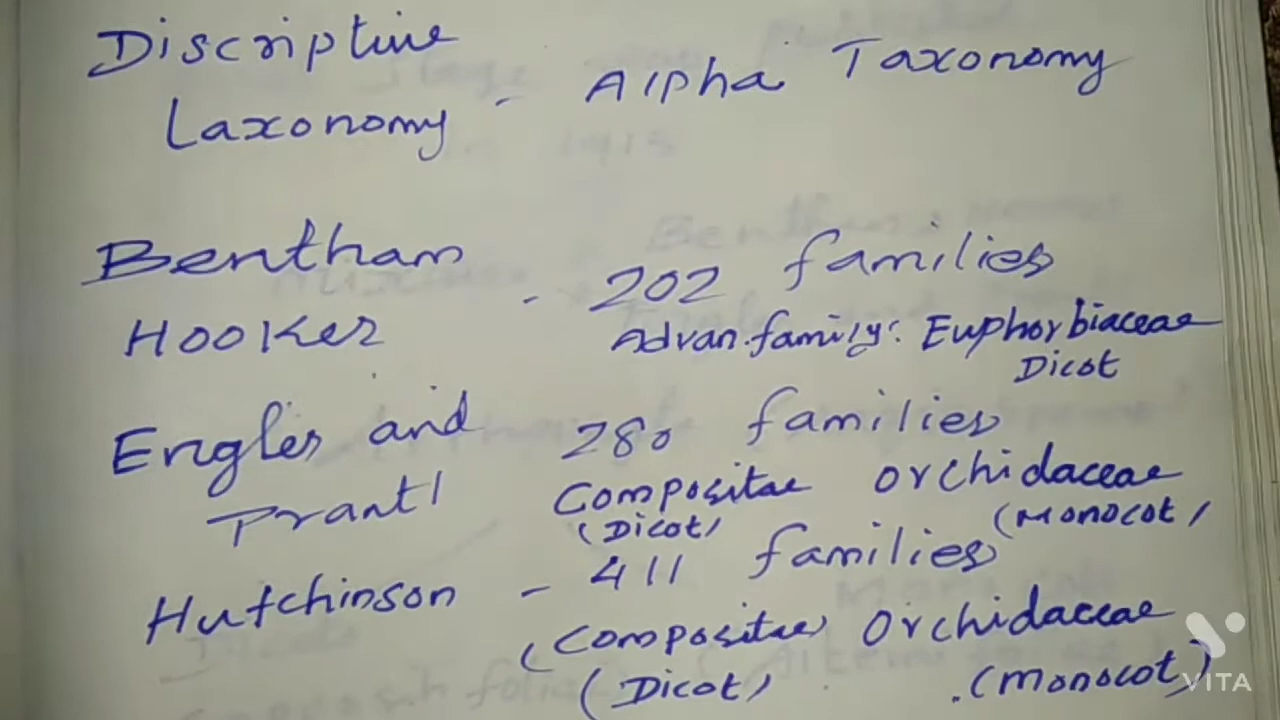 Discriptive
Laxonomy - Alpha Taxonomy
Bentham
Hooker - 202 families
Advan. family: Euphorbiaceae
Dicot
Engler and 280 families
Prantl Compositae Orchidaceae
(Dicot) (Monocot)
Hutchinson - 411 families
(Compositae) Orchidaceae
(Dicot) (monocot)
VITA